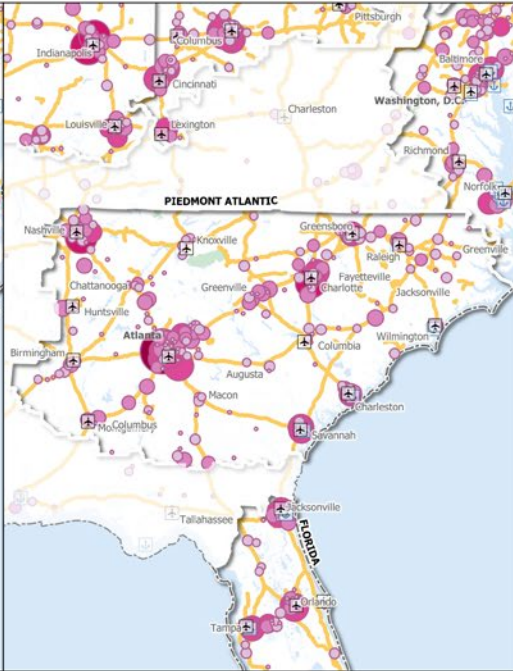 Pittsburgh
Indianapolis
Columbus
Baltimore
Cincinnati
Washington, D.C.
Charleston
Louisville
Lexington
Richmond
Norfolk
PIEDMONT ATLANTIC
Nashville
Knoxville
Greensboro
Raleigh
Greenville
Chattanooga
Greenville
Fayetteville
Charlotte
Jacksonville
Huntsville
Atlanta
Wilmington
Birmingham
Columbia
Augusta
Macon
Charleston
Montgomery
Columbus
Savannah
Jacksonville
Tallahassee
FLORIDA
Orlando
Tampa